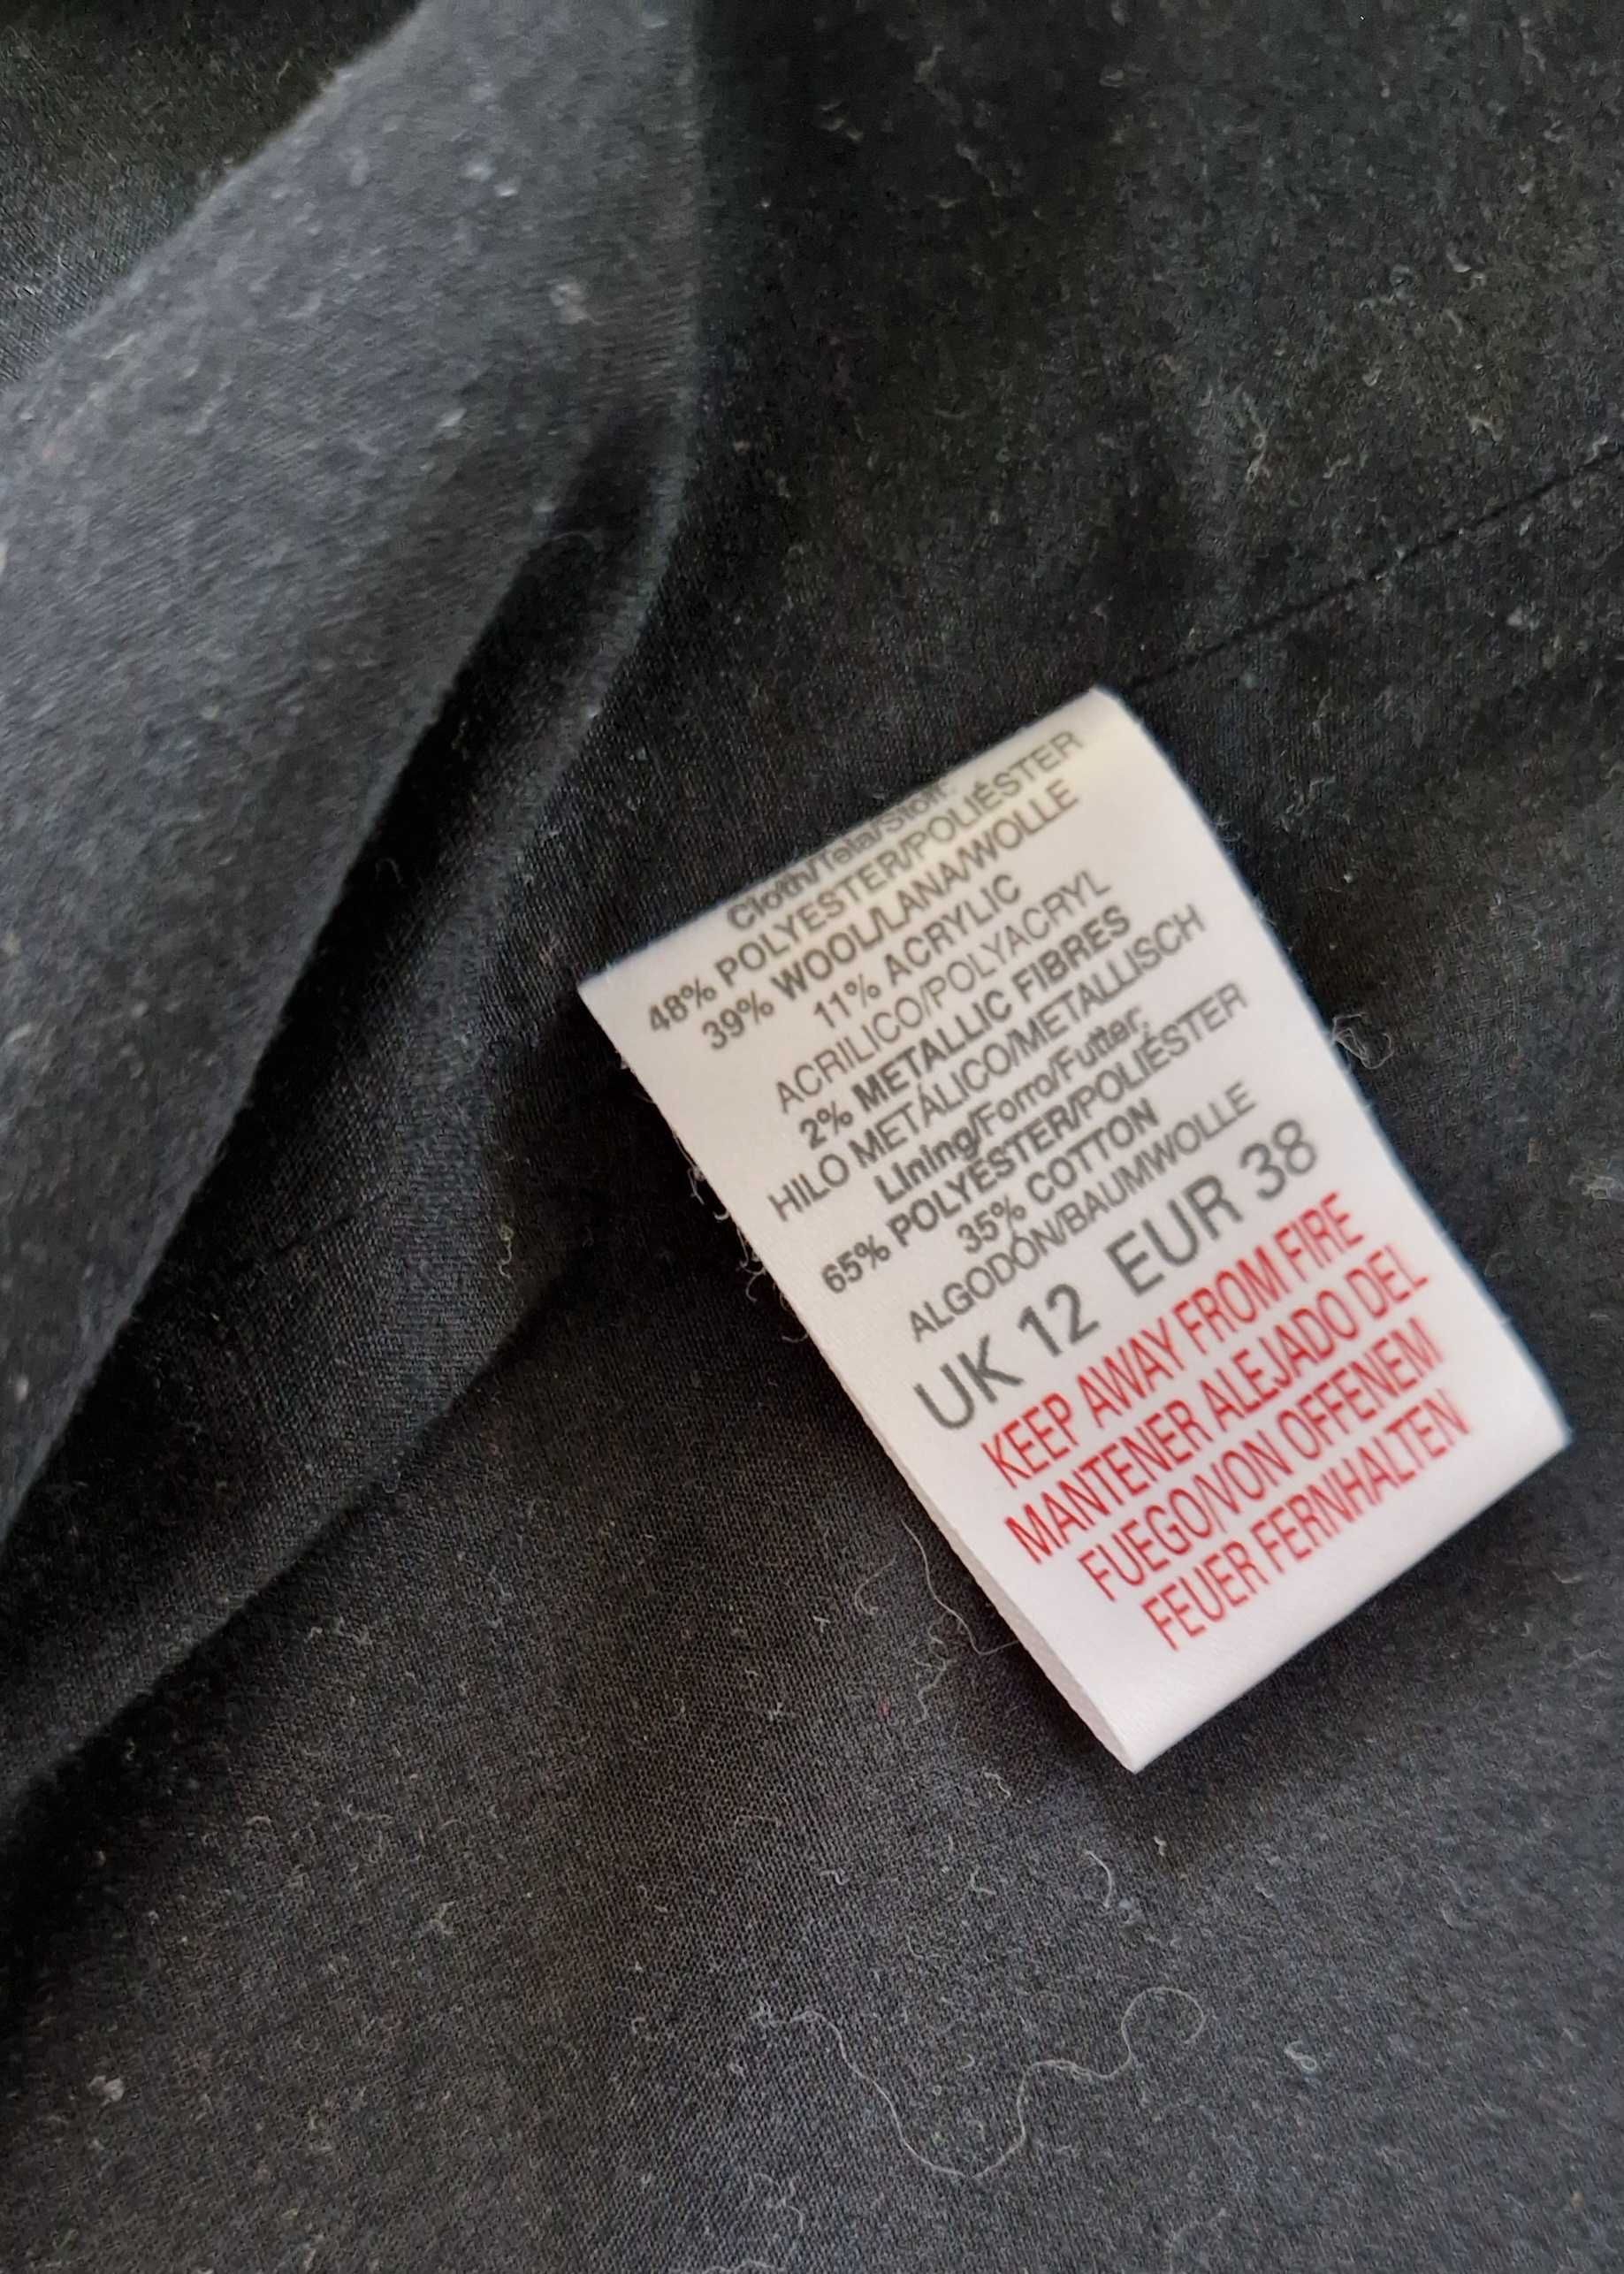 Cloth/Tela/Stoff:
48% POLYESTER/POLIÉSTER
39% WOOL/LANA/WOLLE
11% ACRYLIC
ACRILICO/POLYACRYL
2% METALLIC FIBRES
HILO METÁLICO/METALLISCH
Lining/Forro/Futter:
65% POLYESTER/POLIÉSTER
35% COTTON
ALGODÓN/BAUMWOLLE
UK 12 EUR 38
KEEP AWAY FROM FIRE
MANTENER ALEJADO DEL
FUEGO/VON OFFENEM
FEUER FERNHALTEN